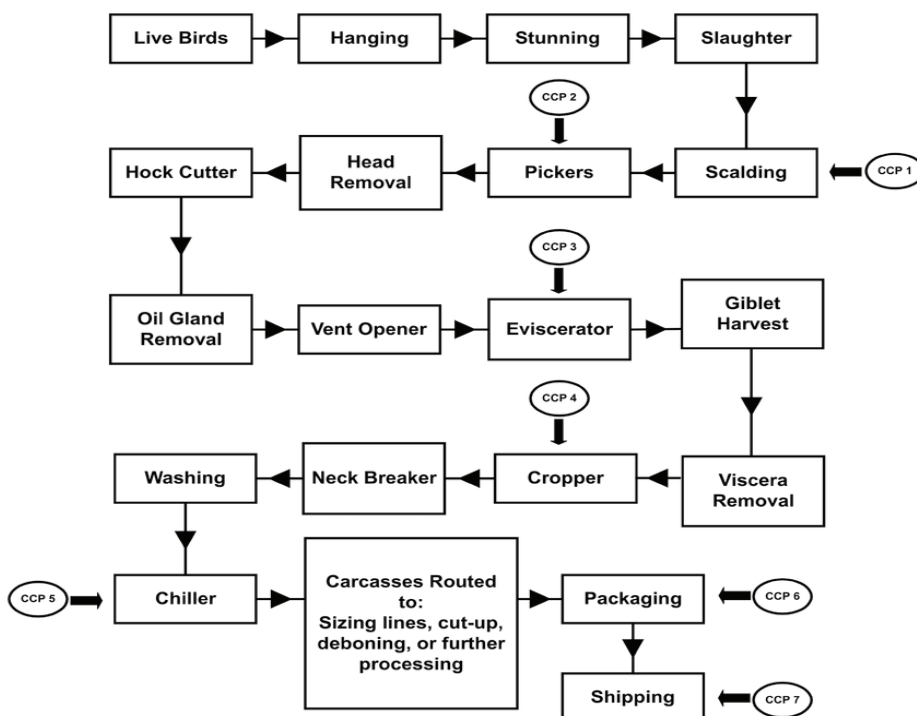 Live Birds
Hanging
Stunning
Slaughter
CCP 2
Hock Cutter
Head
Removal
Pickers
Scalding
CCP 1
CCP 3
Oil Gland
Removal
Vent Opener
Eviscerator
Giblet
Harvest
CCP 4
Washing
Neck Breaker
Cropper
Viscera
Removal
CCP 5
Chiller
Carcasses Routed
to:
Sizing lines, cut-up,
deboning, or further
processing
Packaging
CCP 6
Shipping
CCP 7